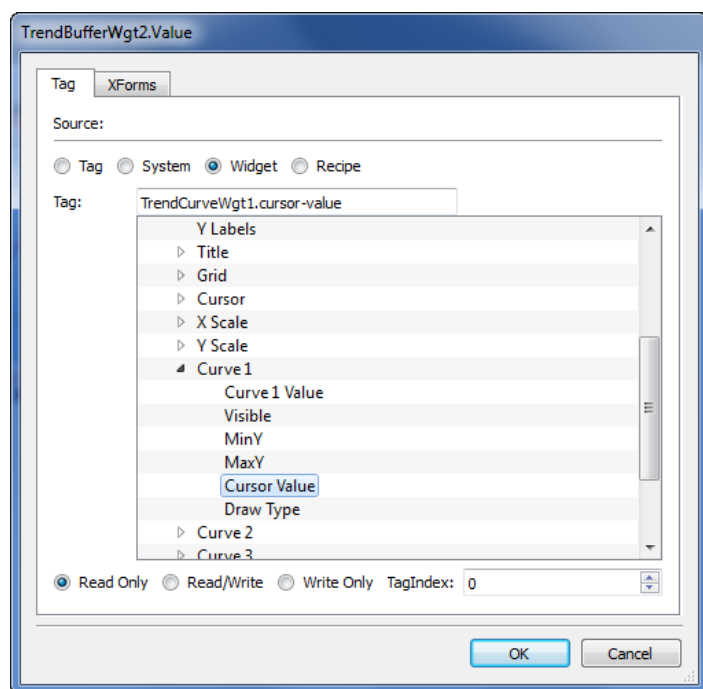 TrendBufferWgt2.Value
Tag XForms
Source:
Tag System Widget Recipe
Tag: TrendCurveWgt1.cursor-value
Y Labels
Title
Grid
Cursor
X Scale
Y Scale
Curve 1
Curve 1 Value
Visible
MinY
MaxY
Cursor Value
Draw Type
Curve 2
Curve 3
Read Only Read/Write Write Only TagIndex: 0
OK Cancel